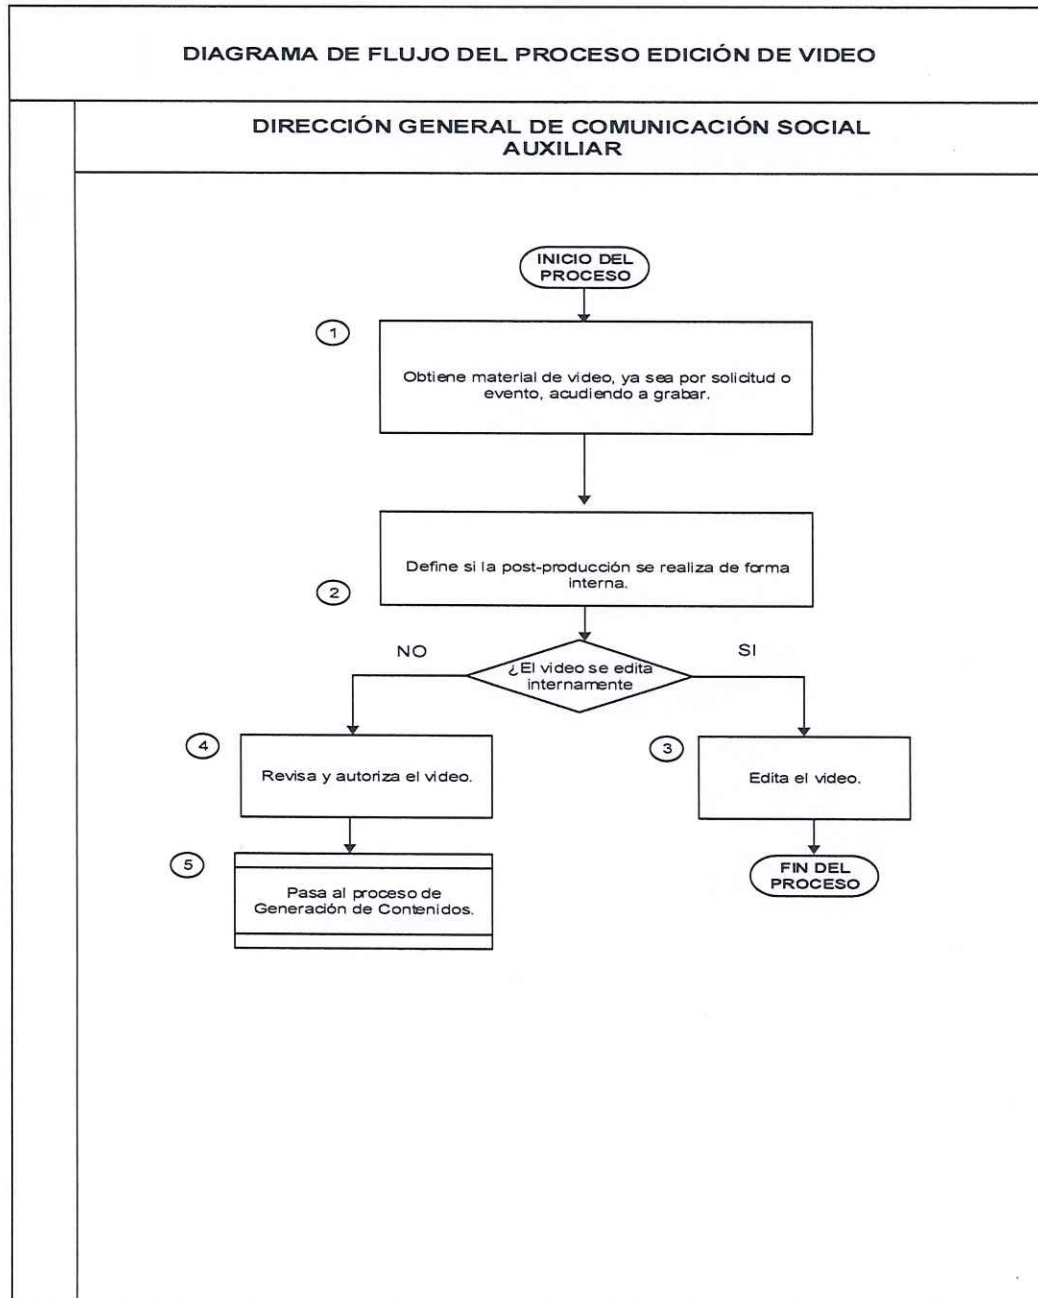 DIAGRAMA DE FLUJO DEL PROCESO EDICIÓN DE VIDEO
DIRECCIÓN GENERAL DE COMUNICACIÓN SOCIAL
AUXILIAR
INICIO DEL
PROCESO
1
Obtiene material de video, ya sea por solicitud o
evento, acudiendo a grabar.
Define si la post-producción se realiza de forma
interna.
2
NO
SI
¿El video se edita
internamente
4
Revisa y autoriza el video.
3
Edita el video.
5
Pasa al proceso de
Generación de Contenidos.
FIN DEL
PROCESO